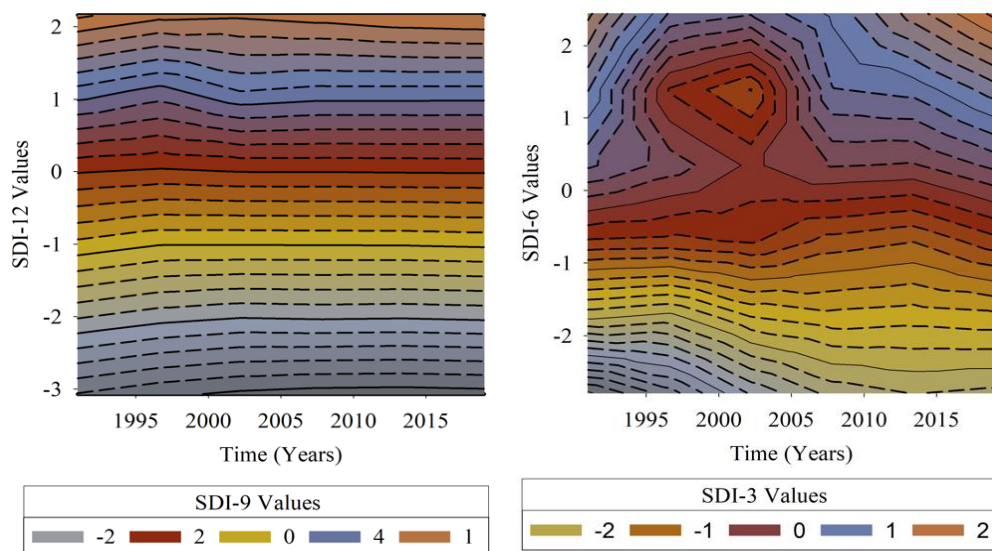 2
1
0
-1
-2
-3
SDI-12 Values
1995 2000 2005 2010 2015
Time (Years)
SDI-9 Values
-2 2 0 4 1
2
1
0
-1
-2
SDI-6 Values
1995 2000 2005 2010 2015
Time (Years)
SDI-3 Values
-2 -1 0 1 2